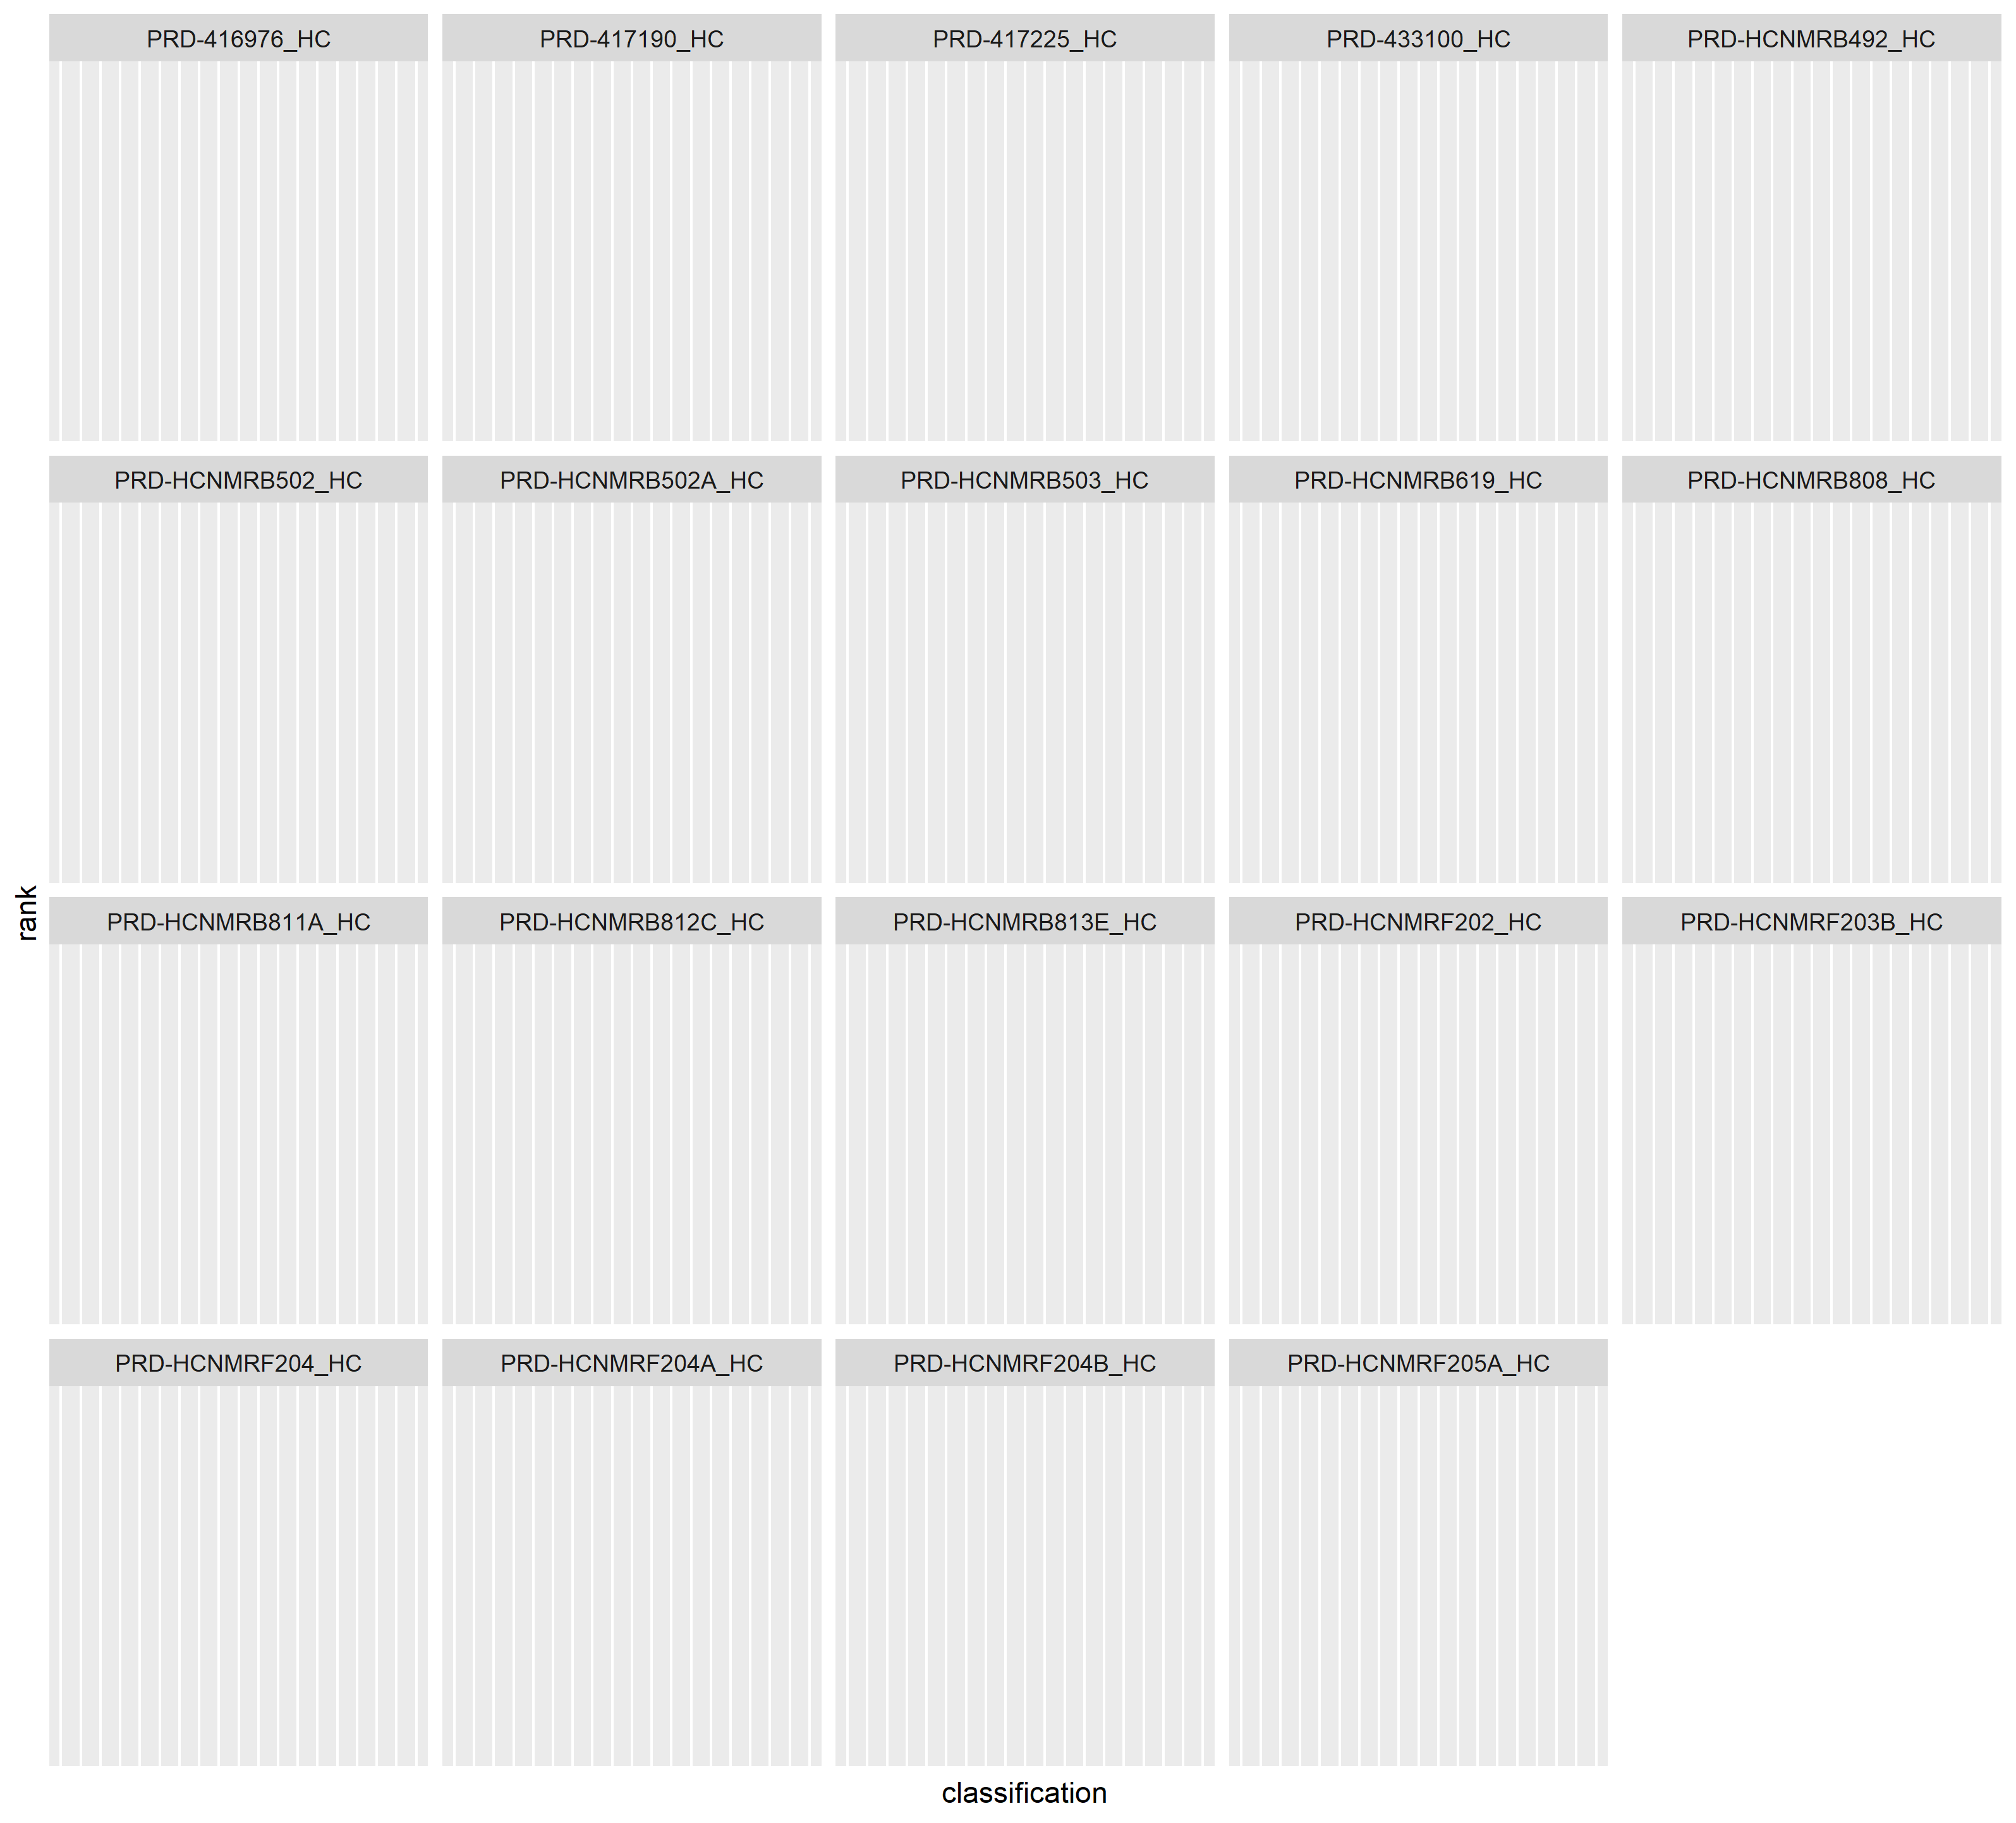 PRD-416976_HC
PRD-417190_HC
PRD-417225_HC
PRD-433100_HC
PRD-HCNMRB492_HC
PRD-HCNMRB502_HC
PRD-HCNMRB502A_HC
PRD-HCNMRB503_HC
PRD-HCNMRB619_HC
PRD-HCNMRB808_HC
rank
PRD-HCNMRB811A_HC
PRD-HCNMRB812C_HC
PRD-HCNMRB813E_HC
PRD-HCNMRF202_HC
PRD-HCNMRF203B_HC
PRD-HCNMRF204_HC
PRD-HCNMRF204A_HC
PRD-HCNMRF204B_HC
PRD-HCNMRF205A_HC
classification